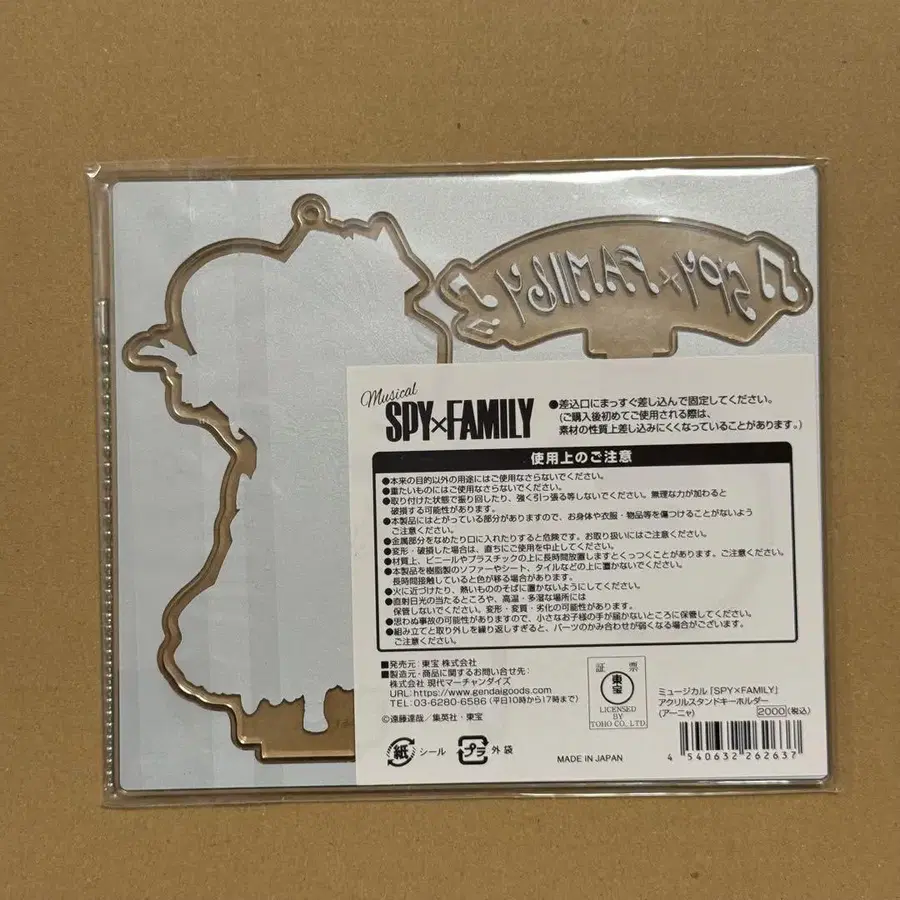 SPY×FAMILY
Musical
SPY×FAMILY
●差込口にまっすぐ差し込んで固定してください。
(ご購入後初めてご使用される際は、
素材の性質上差し込みにくくなっていることがあります。)
使用上のご注意
●本来の目的以外の用途にはご使用なさらないでください。
●重たいものにはご使用なさらないでください。
●取り付けた状態で振り回したり、強く引っ張る等しないでください。無理な力が加わると
破損する可能性があります。
●本製品にはとがっている部分がありますので、お身体や衣服・物品等を傷つけることがないよう
ご注意ください。
●金属部分をなめたり口に入れたりすると危険です。お取り扱いにはご注意ください。
●変形・破損した場合は、直ちにご使用を中止してください。
●材質上、ビニールやプラスチックの上に長時間放置しますとくっつくことがあります。ご注意ください。
●本製品を樹脂製のソファーやシート、タイルなどの上に置かないでください。
長時間接触していると色が移る場合があります。
●火に近づけたり、熱いもののそばに置かないようにしてください。
●直射日光の当たるところや、高温・多湿な場所には
保管しないでください。変形・変質・劣化の可能性があります。
●思わぬ事故の可能性がありますので、小さなお子様の手が届かないところに保管してください。
●組み立てと取り外しを繰り返しすぎると、パーツのかみ合わせが弱くなる場合がございます。
ご注意ください。
■発売元:東宝 株式会社
■製造元・商品に関するお問い合せ先:
株式会社 現代マーチャンダイズ
URL:https://www.gendaigoods.com
TEL 03-6280-6586 (平日10時から17時まで)
©遠藤達哉/集英社・東宝
証 票
東宝
LICENSED
BY
TOHO CO., LTD.
ミュージカル「SPY×FAMILY」
アクリルスタンドキーホルダー
(アーニャ) 2000(税込)
紙 シール
プラ 外袋
MADE IN JAPAN
4 540632 262637